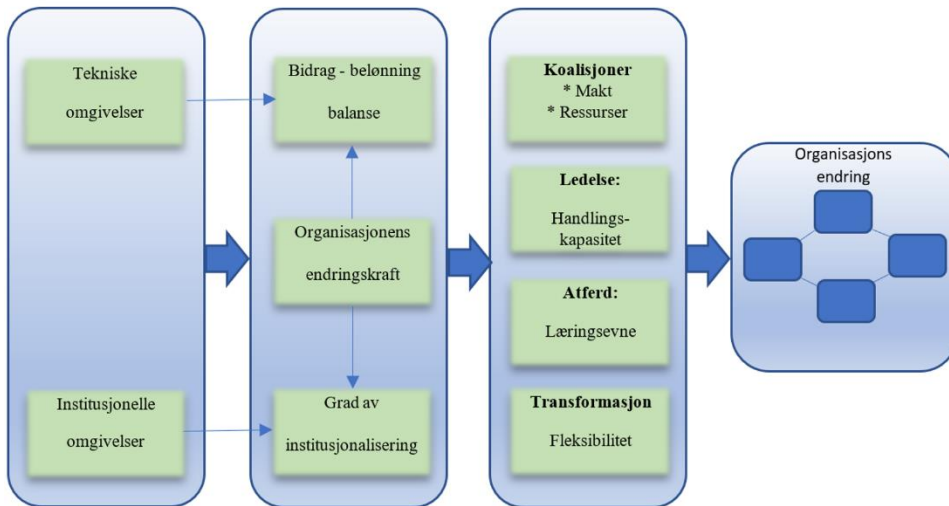 Tekniske
omgivelser
Institusjonelle
omgivelser
Bidrag - belønning
balanse
Organisasjonens
endringskraft
Grad av
institusjonalisering
Koalisjoner
* Makt
* Ressurser
Ledelse:
Handlings-
kapasitet
Atferd:
Læringsevne
Transformasjon
Fleksibilitet
Organisasjons
endring